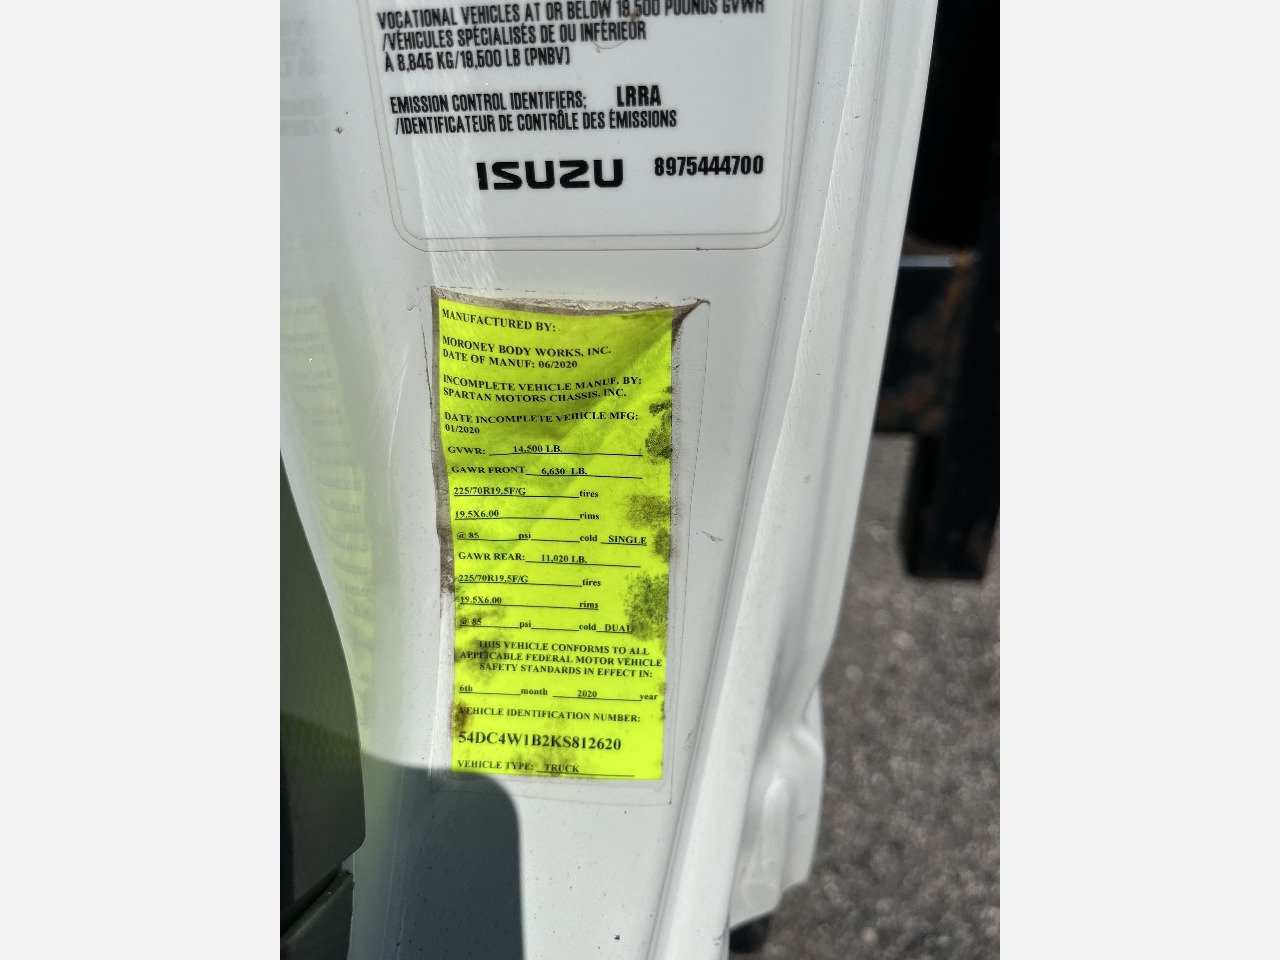 VOCATIONAL VEHICLES AT OR BELOW 19,500 POUNDS GVWR
/VÉHICULES SPÉCIALISÉS DE OU INFÉRIEUR
À 8,845 KG/19,500 LB (PNBV)
EMISSION CONTROL IDENTIFIERS; LRRA
/IDENTIFICATEUR DE CONTRÔLE DES ÉMISSIONS
ISUZU 8975444700
MANUFACTURED BY:
MORONEY BODY WORKS, INC.
DATE OF MANUF: 06/2020
INCOMPLETE VEHICLE MANUF. BY:
SPARTAN MOTORS CHASSIS, INC.
DATE INCOMPLETE VEHICLE MFG:
01/2020
GVWR: 14,500 LB.
GAWR FRONT 6,630 LB.
225/70R19.5F/G tires
19.5X6.00 rims
@ 85 psi cold SINGLE
GAWR REAR: 11,020 LB.
225/70R19.5F/G tires
19.5X6.00 rims
@ 85 psi cold DUAL
THIS VEHICLE CONFORMS TO ALL
APPLICABLE FEDERAL MOTOR VEHICLE
SAFETY STANDARDS IN EFFECT IN:
6th month 2020 year
VEHICLE IDENTIFICATION NUMBER:
54DC4W1B2KS812620
VEHICLE TYPE: TRUCK